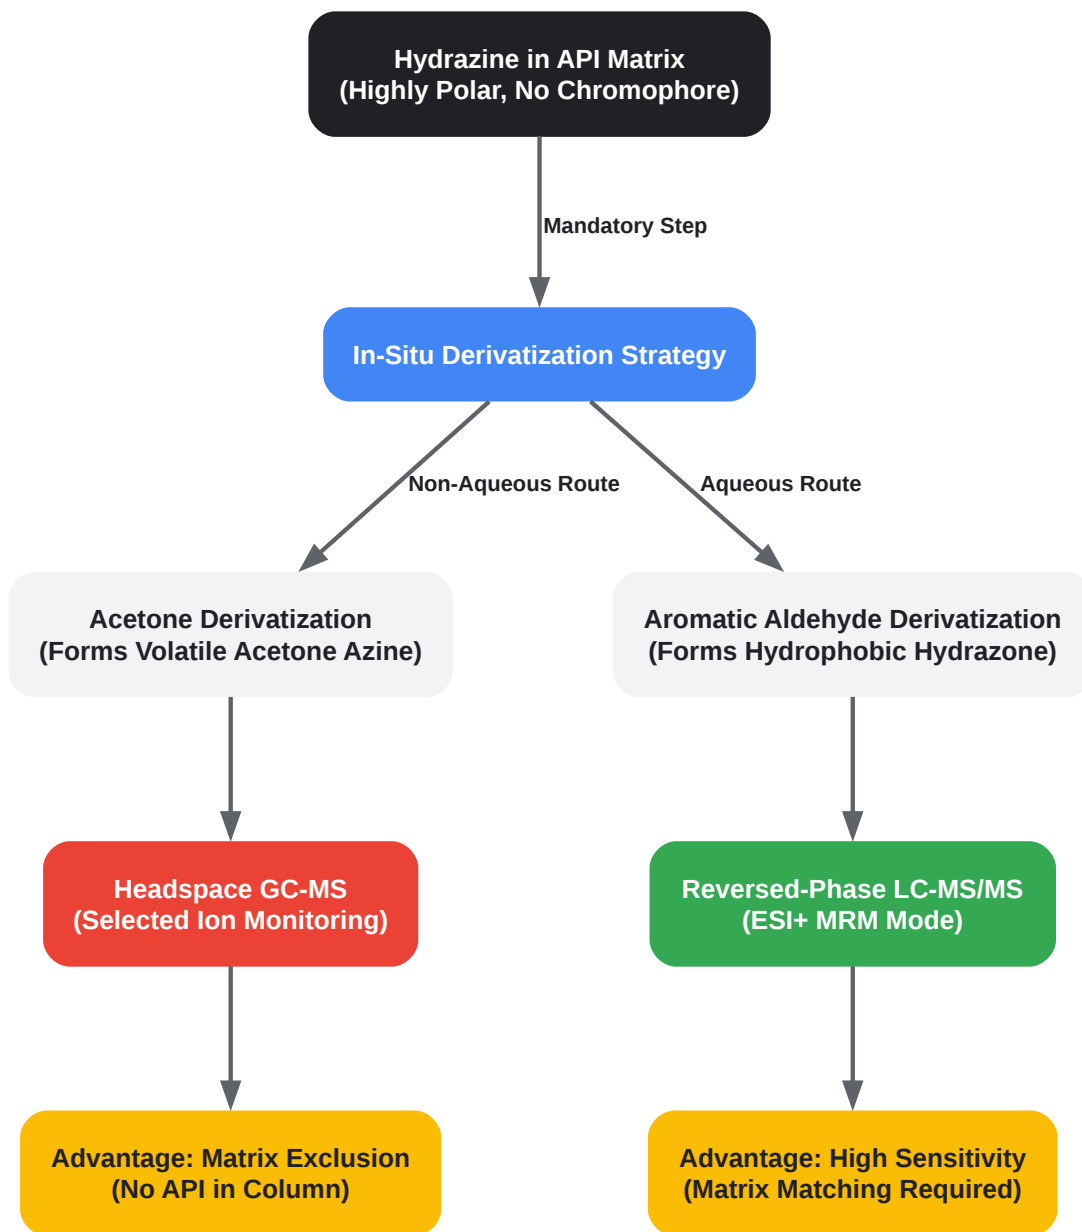 Hydrazine in API Matrix
(Highly Polar, No Chromophore)
Mandatory Step
In-Situ Derivatization Strategy
Non-Aqueous Route
Aqueous Route
Acetone Derivatization
(Forms Volatile Acetone Azine)
Aromatic Aldehyde Derivatization
(Forms Hydrophobic Hydrazone)
Headspace GC-MS
(Selected Ion Monitoring)
Reversed-Phase LC-MS/MS
(ESI+ MRM Mode)
Advantage: Matrix Exclusion
(No API in Column)
Advantage: High Sensitivity
(Matrix Matching Required)